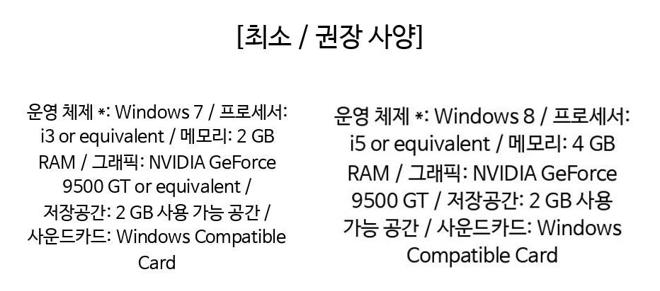 [최소 / 권장 사양]
운영 체제 *: Windows 7 / 프로세서:
i3 or equivalent / 메모리: 2 GB
RAM / 그래픽: NVIDIA GeForce
9500 GT or equivalent /
저장공간: 2 GB 사용 가능 공간 /
사운드카드: Windows Compatible
Card
운영 체제 *: Windows 8 / 프로세서:
i5 or equivalent / 메모리: 4 GB
RAM / 그래픽: NVIDIA GeForce
9500 GT / 저장공간: 2 GB 사용
가능 공간 / 사운드카드: Windows
Compatible Card